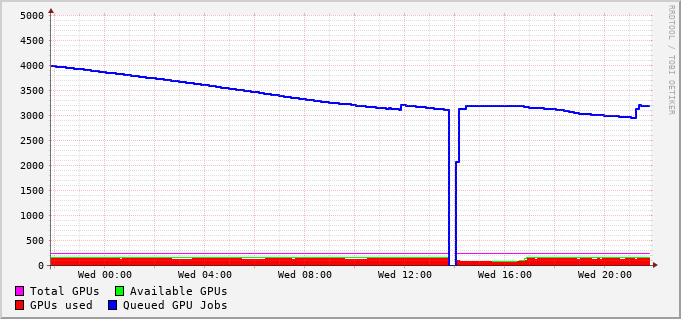 5000
4500
4000
3500
3000
2500
2000
1500
1000
500
0
Wed 00:00 Wed 04:00 Wed 08:00 Wed 12:00 Wed 16:00 Wed 20:00
Total GPUs Available GPUs
GPUs used Queued GPU Jobs
RRDTOOL / TOBI OETIKER